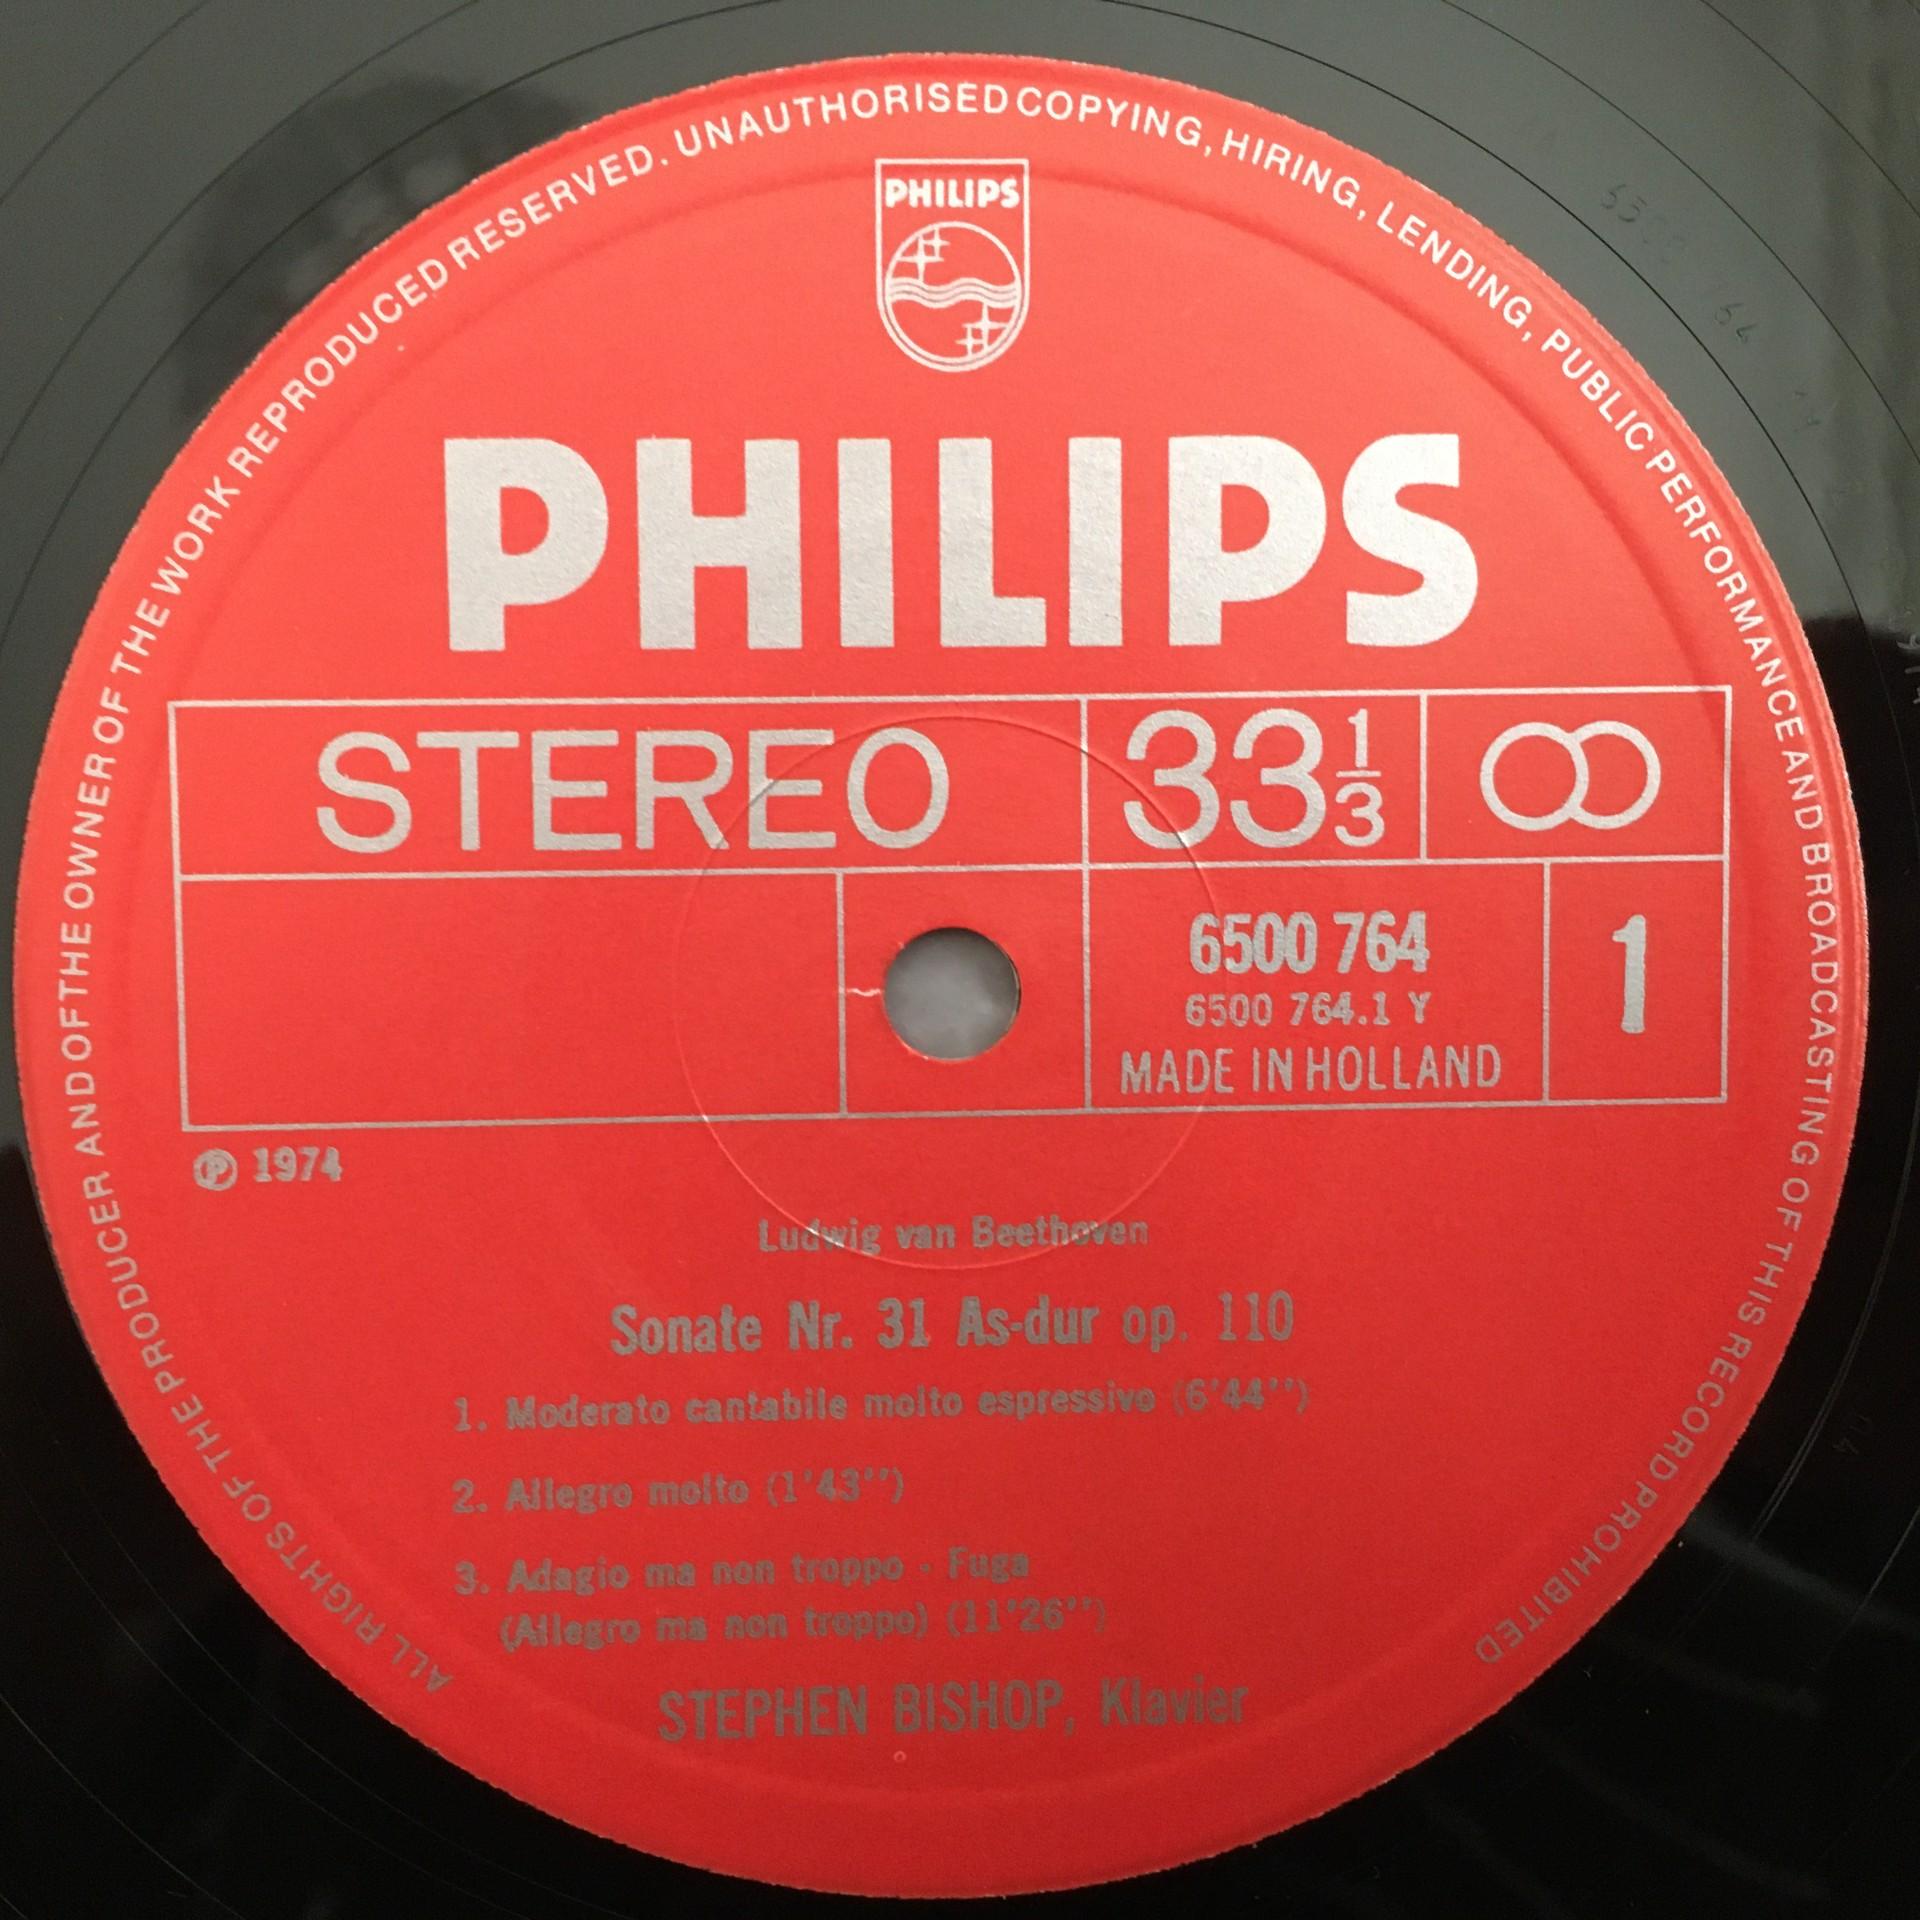 ALL RIGHTS OF THE PRODUCER AND OF THE OWNER OF THE WORK REPRODUCED RESERVED. UNAUTHORISED COPYING, HIRING, LENDING, PUBLIC PERFORMANCE AND BROADCASTING OF THIS RECORD PROHIBITED
PHILIPS
PHILIPS
STEREO 33 1/3
6500 764 1
6500 764.1 Y
MADE IN HOLLAND
℗ 1974
Ludwig van Beethoven
Sonate Nr. 31 As-dur op. 110
1. Moderato cantabile molto espressivo (6'44'')
2. Allegro molto (1'43'')
3. Adagio ma non troppo - Fuga
(Allegro ma non troppo) (11'26'')
STEPHEN BISHOP, Klavier